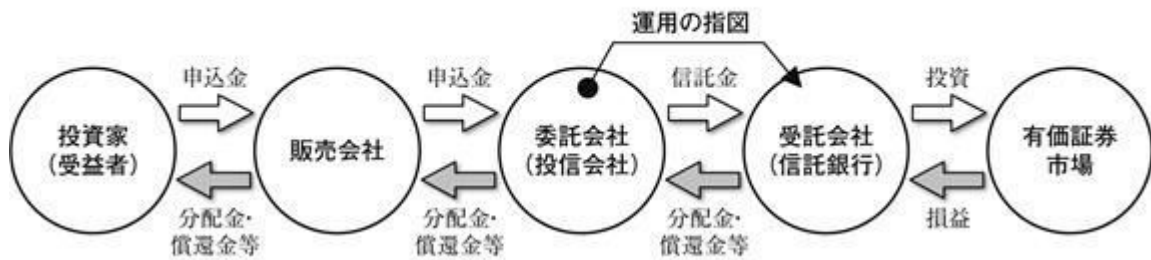 運用の指図
申込金
申込金
信託金
投資
投資家
(受益者)
販売会社
委託会社
(投信会社)
受託会社
(信託銀行)
有価証券
市場
分配金・
償還金等
分配金・
償還金等
分配金・
償還金等
損益